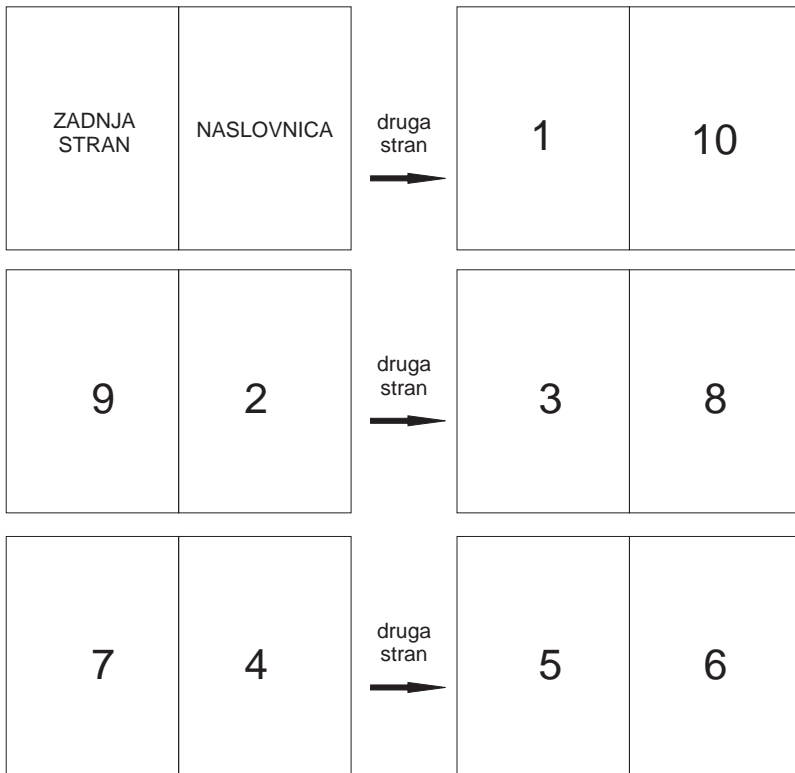 ZADNJA
STRAN
NASLOVNICA
druga
stran
1
10
9
2
druga
stran
3
8
7
4
druga
stran
5
6